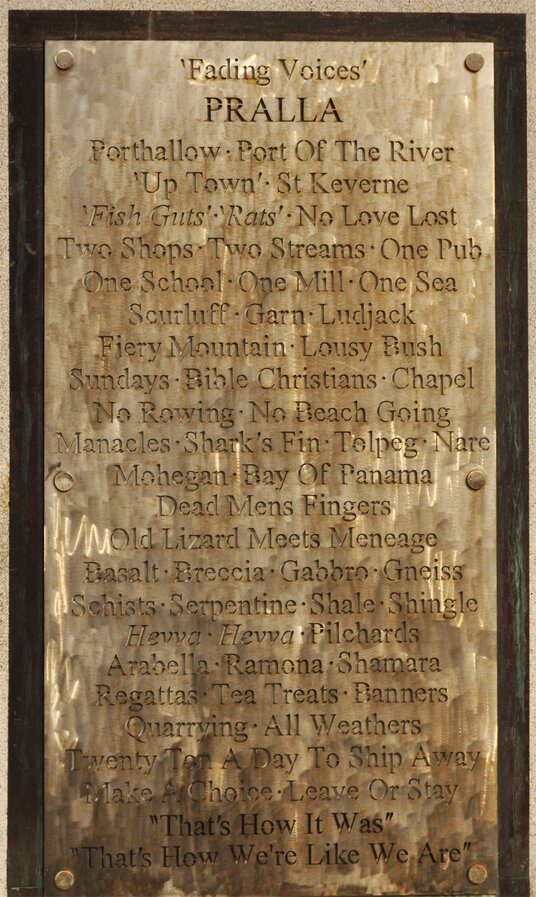 'Fading Voices'
PRALLA
Porthallow · Port Of The River
'Up Town' · St Keverne
'Fish Guts' · 'Rats' · No Love Lost
Two Shops · Two Streams · One Pub
One School · One Mill · One Sea
Scurluff · Garn · Ludjack
Fiery Mountain · Lousy Bush
Sundays · Bible Christians · Chapel
No Rowing · No Beach Going
Manacles · Shark's Fin · Tolpeg · Nare
Mohegan · Bay Of Panama
Dead Mens Fingers
Old Lizard Meets Meneage
Basalt · Breccia · Gabbro · Gneiss
Schists · Serpentine · Shale · Shingle
Hevva · Hevva · Pilchards
Arabella · Ramona · Shamara
Regattas · Tea Treats · Banners
Quarrying · All Weathers
Twenty Ton A Day To Ship Away
Make A Choice · Leave Or Stay
"That's How It Was"
"That's How We're Like We Are"